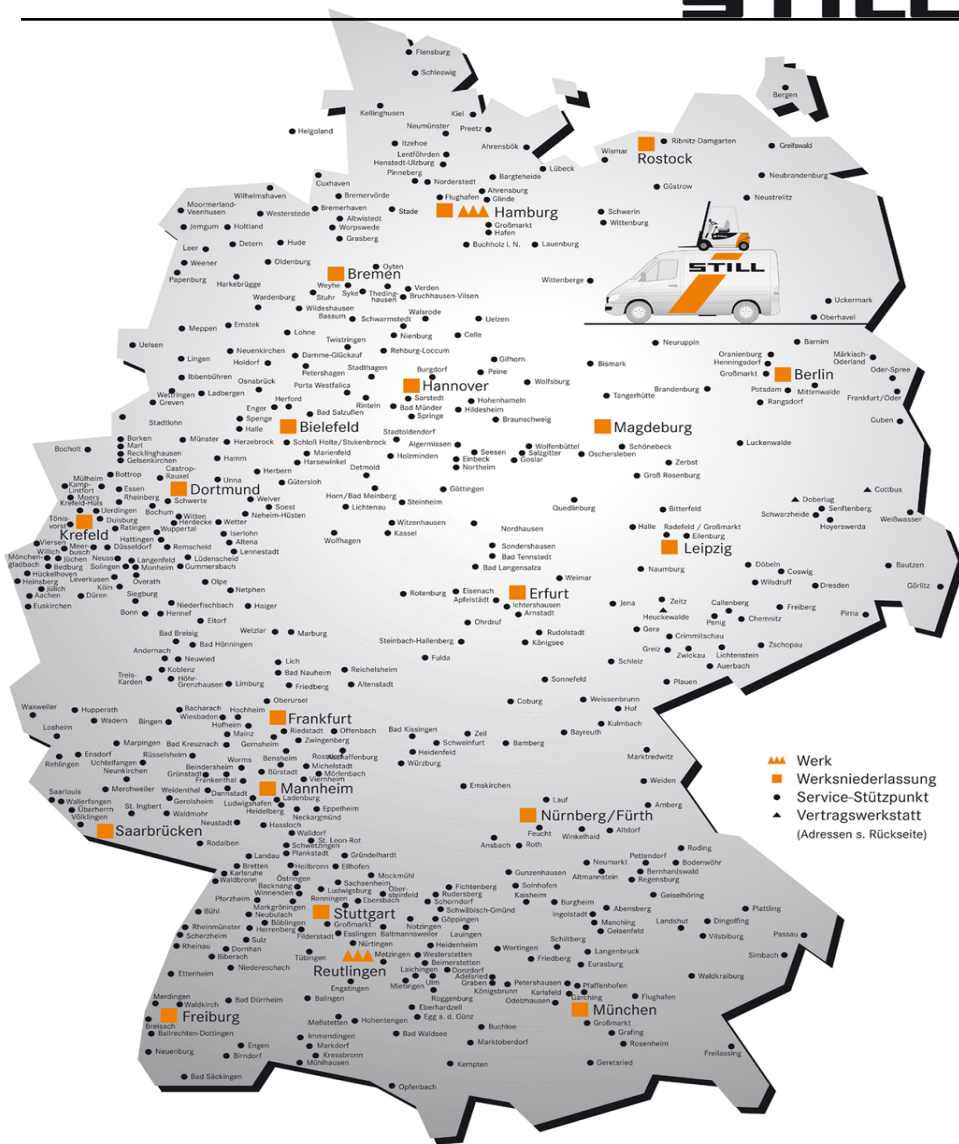 STILL
Flensburg
Schleswig
Kellinghusen
Kiel
Neumünster
Preetz
Helgoland
Itzehoe
Ahrensbök
Lentföhrden
Henstedt-Ulzburg
Pinneberg
Bargteheide
Lübeck
Norderstedt
Ahrensburg
Flughafen
Glinde
Hamburg
Großmarkt
Hafen
Buchholz i. N.
Lauenburg
Stade
Cuxhaven
Bremervörde
Bremerhaven
Altwistedt
Worpswede
Grasberg
Wilhelmshaven
Moormerland-
Veenhusen
Westerstede
Jemgum
Holtland
Detern
Hude
Leer
Weener
Oldenburg
Papenburg
Harkebrügge
Bergen
Ribnitz-Damgarten
Greifswald
Wismar
Rostock
Neubrandenburg
Güstrow
Neustrelitz
Schwerin
Wittenburg
Wittenberge
STILL
STILL
Uckermark
Oberhavel
Bremen
Oyten
Weyhe
Verden
Stuhr
Syke
Theding-
hausen
Bruchhausen-Vilsen
Wardenburg
Wildeshausen
Bassum
Schwarmstedt
Walsrode
Uelzen
Meppen
Emstek
Lohne
Nienburg
Celle
Uelsen
Twistringen
Neuenkirchen
Rehburg-Loccum
Lingen
Damme-Glückauf
Holdorf
Gifhorn
Petershagen
Stadthagen
Burgdorf
Peine
Ibbenbühren
Osnabrück
Porta Westfalica
Hannover
Wolfsburg
Wettringen
Ladbergen
Sarstedt
Hohenhameln
Greven
Enger
Herford
Rinteln
Bad Münder
Hildesheim
Springe
Bad Salzuflen
Braunschweig
Stadtlohn
Spenge
Halle
Bielefeld
Stadtoldendorf
Neuruppin
Barnim
Oranienburg
Henningsdorf
Märkisch-
Oderland
Großmarkt
Berlin
Oder-Spree
Bismark
Brandenburg
Potsdam
Mittenwalde
Frankfurt/Oder
Tangerhütte
Rangsdorf
Guben
Magdeburg
Schönebeck
Luckenwalde
Oschersleben
Zerbst
Groß Rosenburg
Borken
Marl
Recklinghausen
Gelsenkirchen
Bocholt
Münster
Herzebrock
Schloß Holte/Stukenbrock
Marienfeld
Harsewinkel
Algermissen
Holzminden
Seesen
Einbeck
Northeim
Wolfenbüttel
Salzgitter
Goslar
Hamm
Castrop-
Rauxel
Herbern
Gütersloh
Detmold
Göttingen
Mülheim
Bottrop
Kamp-
Lintfort
Essen
Unna
Moers
Dortmund
Rheinberg
Krefeld-Hüls
Schwerte
Welver
Horn/Bad Meinberg
Lichtenau
Steinheim
Quedlinburg
Uerdingen
Bochum
Soest
Tönis-
vorst
Duisburg
Witten
Neheim-Hüsten
Krefeld
Ratingen
Herdecke
Wetter
Wuppertal
Iserlohn
Witzenhausen
Nordhausen
Hattingen
Altena
Wolfhagen
Kassel
Viersen
Meer-
busch
Düsseldorf
Remscheid
Lennestadt
Sondershausen
Willich
Mönchen-
gladbach
Jüchen
Neuss
Langenfeld
Lüdenscheid
Bad Tennstedt
Bedburg
Solingen
Monheim
Gummersbach
Bad Langensalza
Hückelhoven
Leverkusen
Overath
Weimar
Heinsberg
Jülich
Köln
Olpe
Aachen
Düren
Siegburg
Netphen
Rotenburg
Eisenach
Apfelstädt
Erfurt
Euskirchen
Bonn
Niederfischbach
Haiger
Ichtershausen
Hennef
Arnstadt
Eitorf
Ohrdruf
Doberlug
Cottbus
Bitterfeld
Senftenberg
Schwarzheide
Weißwasser
Hoyerswerda
Halle
Radefeld / Großmarkt
Eilenburg
Leipzig
Naumburg
Döbeln
Coswig
Bautzen
Wilsdruff
Dresden
Görlitz
Jena
Zeitz
Callenberg
Freiberg
Pirna
Heuckewalde
Penig
Chemnitz
Gera
Crimmitschau
Greiz
Zwickau
Lichtenstein
Zschopau
Schleiz
Auerbach
Plauen
Bad Breisig
Wetzlar
Marburg
Bad Hönningen
Andernach
Neuwied
Steinbach-Hallenberg
Rudolstadt
Königsee
Fulda
Lich
Koblenz
Treis-
Karden
Höhr-
Grenzhausen
Bad Nauheim
Reichelsheim
Limburg
Friedberg
Altenstadt
Sonnefeld
Waxweiler
Hupperath
Bacharach
Oberursel
Coburg
Weissenbrunn
Hof
Wadern
Bingen
Wiesbaden
Hochheim
Frankfurt
Kulmbach
Losheim
Hofheim
Mainz
Riedstadt
Offenbach
Bad Kissingen
Zeil
Bayreuth
Marpingen
Bad Kreuznach
Gernsheim
Zwingenberg
Schweinfurt
Bamberg
Ensdorf
Rehlingen
Uchtelfangen
Rüsselsheim
Worms
Bensheim
Aschaffenburg
Heidenfeld
Marktredwitz
Neunkirchen
Beindersheim
Michelstadt
Würzburg
Grünstadt
Bürstadt
Mörlenbach
Frankenthal
Viernheim
Saarlouis
Merchweiler
Weidenthal
Dannstadt
Mannheim
Emskirchen
Weiden
Wallerfangen
Gerolsheim
Ladenburg
Überherrn
St. Ingbert
Ludwigshafen
Eppelheim
Lauf
Amberg
Völklingen
Waldmohr
Heidelberg
Neckargmünd
Nürnberg/Fürth
Saarbrücken
Neustadt
Hassloch
Feucht
Altdorf
Walldorf
Winkelhaid
Rodalben
St. Leon-Rot
Ansbach
Roth
Schwetzingen
Plankstadt
Werk
Werksniederlassung
Service-Stützpunkt
Vertragswerkstatt
(Adressen s. Rückseite)
Landau
Gründelhardt
Roding
Bretten
Heilbronn
Ellhofen
Neumarkt
Pettendorf
Bodenwöhr
Karlsruhe
Mockmühl
Gunzenhausen
Bernhardswald
Waldbronn
Östringen
Sachsenheim
Altmannstein
Regensburg
Backnang
Ludwigsburg
Ober-
steinfeld
Fichtenberg
Solnhofen
Winnenden
Rudersberg
Kaisheim
Geiselhöring
Pforzheim
Renningen
Ebersbach
Schorndorf
Burgheim
Markgröningen
Schwäbisch-Gmünd
Abensberg
Plattling
Bühl
Neubulach
Stuttgart
Göppingen
Ingolstadt
Böblingen
Großmarkt
Notzingen
Manching
Landshut
Dingolfing
Rheinmünster
Herrenberg
Esslingen
Baltmannsweiler
Lauingen
Geisenfeld
Scherzheim
Filderstadt
Vilsbiburg
Passau
Sulz
Nürtingen
Heidenheim
Schiltberg
Rheinau
Dornhan
Wertingen
Langenbruck
Biberach
Tübingen
Metzingen
Westerstetten
Friedberg
Simbach
Beimerstetten
Eurasburg
Niedereschach
Reutlingen
Laichingen
Donzdorf
Ettenheim
Adelsried
Waldkraiburg
Engstingen
Mietingen
Ulm
Graben
Petershausen
Pfaffenhofen
Königsbrunn
Karlsfeld
Merdingen
Bad Dürrheim
Balingen
Roggenburg
Odelzhausen
Garching
Flughafen
Waldkirch
Eberhardzell
München
Freiburg
Hohentengen
Egg a. d. Günz
Breisach
Meßstetten
Buchloe
Großmarkt
Ballrechten-Dottingen
Immendingen
Bad Waldsee
Grafing
Engen
Markdorf
Marktoberdorf
Rosenheim
Neuenburg
Birndorf
Kressbronn
Freilassing
Mühlhausen
Kempten
Geretsried
Bad Säckingen
Opfenbach